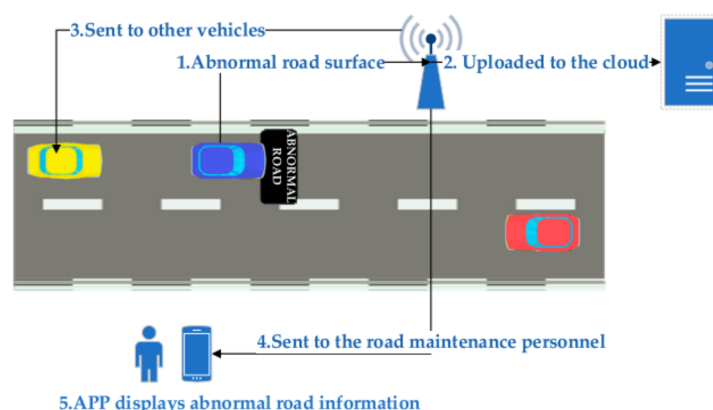 3.Sent to other vehicles
1.Abnormal road surface
2. Uploaded to the cloud
ABNORMAL
ROAD
4.Sent to the road maintenance personnel
5.APP displays abnormal road information